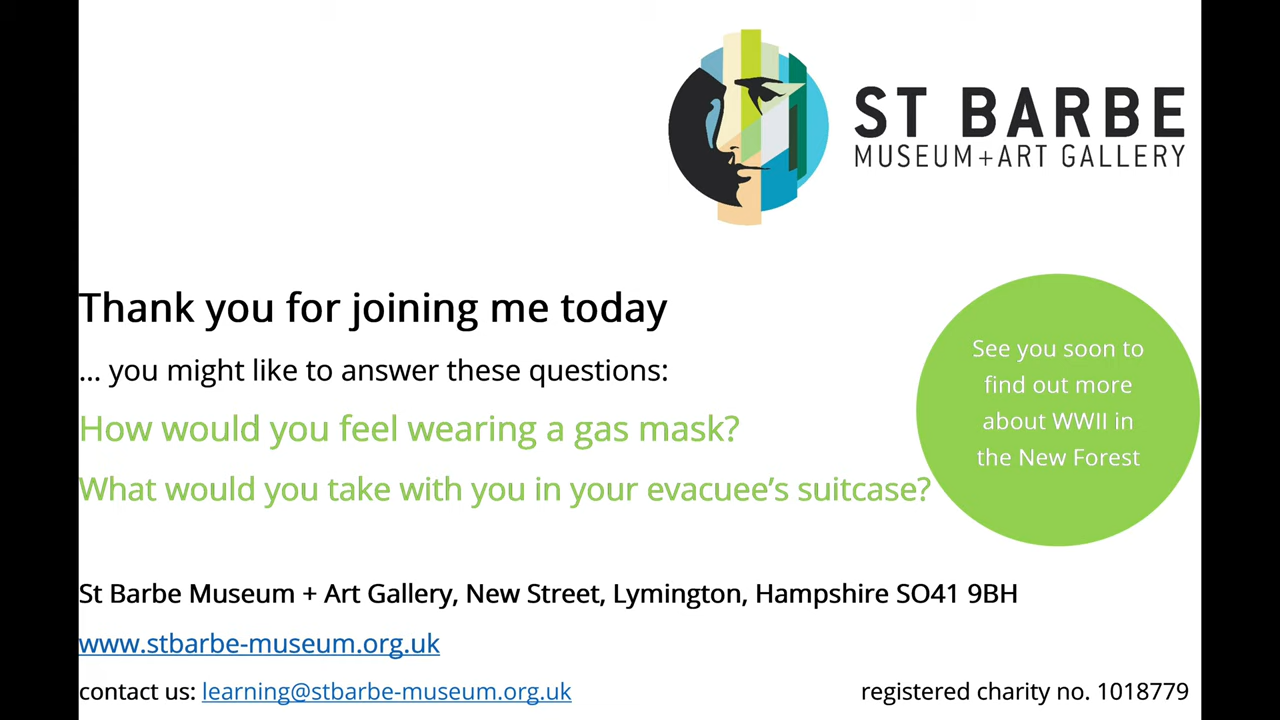 ST BARBE
MUSEUM+ART GALLERY
Thank you for joining me today
... you might like to answer these questions:
How would you feel wearing a gas mask?
What would you take with you in your evacuee's suitcase?
See you soon to
find out more
about WWII in
the New Forest
St Barbe Museum + Art Gallery, New Street, Lymington, Hampshire SO41 9BH
www.stbarbe-museum.org.uk
contact us: learning@stbarbe-museum.org.uk
registered charity no. 1018779